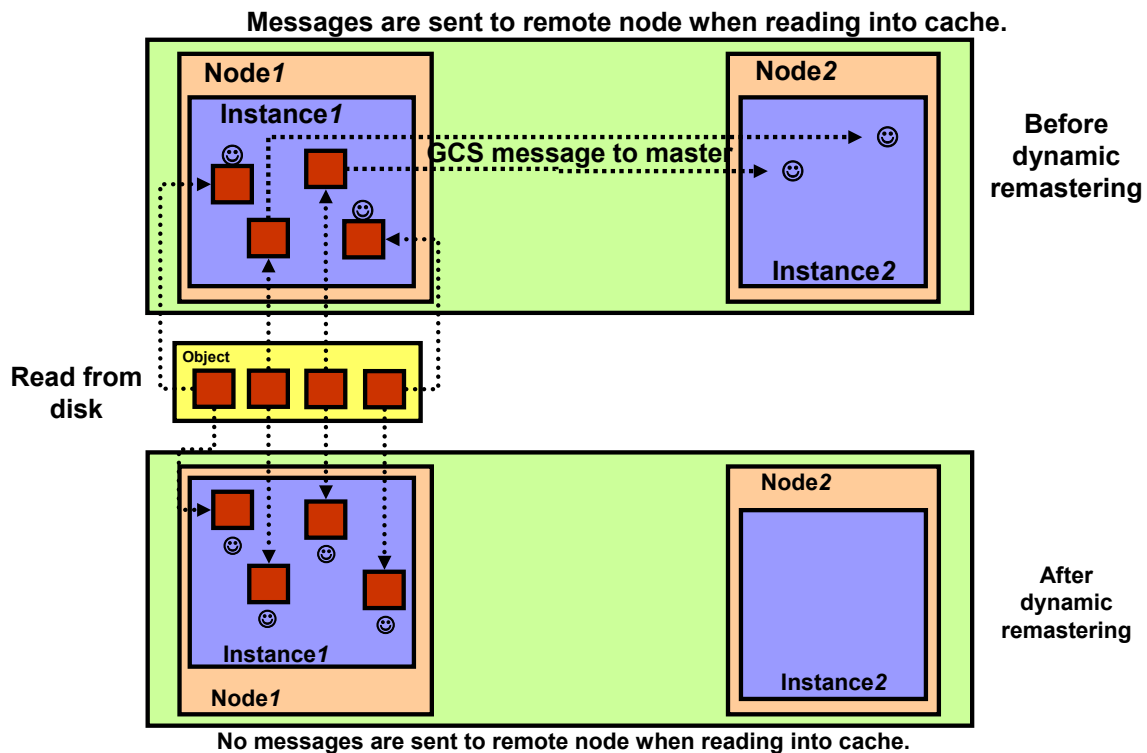 Messages are sent to remote node when reading into cache.
Node1
Node2
Instance1
GCS message to master
Instance2
Before
dynamic
remastering
Object
Read from
disk
Node2
Instance1
Node1
Instance2
After
dynamic
remastering
No messages are sent to remote node when reading into cache.